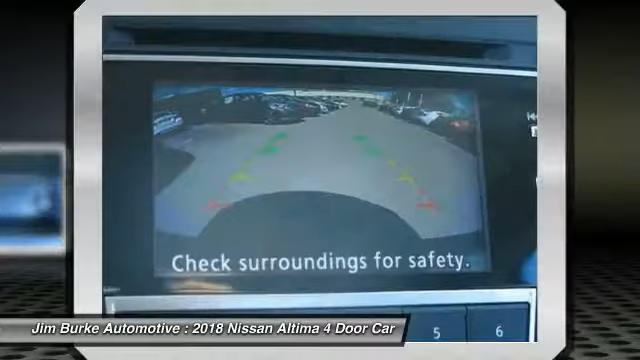 Check surroundings for safety.
Jim Burke Automotive : 2018 Nissan Altima 4 Door Car
5 6